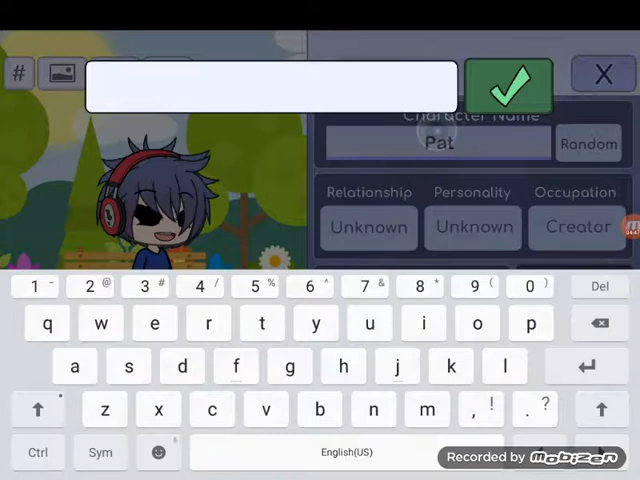 #
X
Character Name
Pat
Random
Relationship Personality Occupation
Unknown Unknown Creator
1 - 2 @ 3 # 4 / 5 % 6 ^ 7 & 8 * 9 ( 0 ) Del
q w e r t y u i o p
a s d f g h j k l
z x c v b n m , ! . ?
Ctrl Sym English(US)
Recorded by mobizen